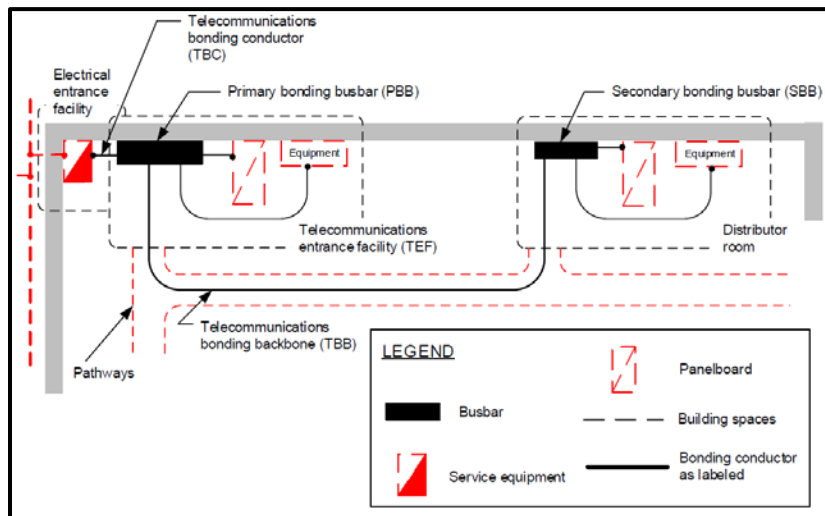 Telecommunications
bonding conductor
(TBC)
Electrical
entrance
facility
Primary bonding busbar (PBB)
Secondary bonding busbar (SBB)
Equipment
Equipment
Telecommunications
entrance facility (TEF)
Distributor
room
Telecommunications
bonding backbone (TBB)
Pathways
LEGEND
Panelboard
Busbar
Building spaces
Service equipment
Bonding conductor
as labeled